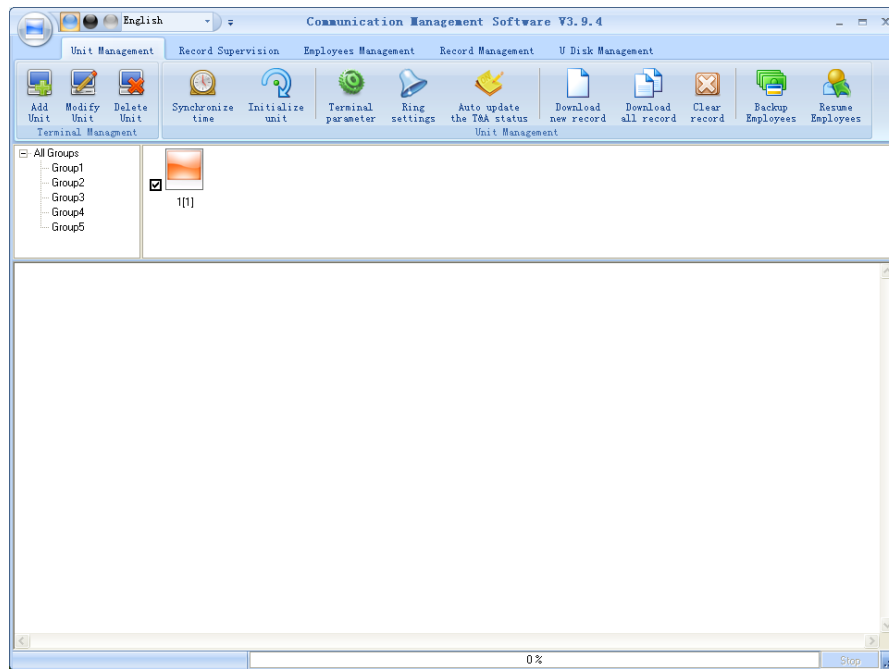 English
Communication Management Software V3.9.4
Unit Management Record Supervision Employees Management Record Management U Disk Management
Add Unit
Modify Unit
Delete Unit
Synchronize time
Initialize unit
Terminal parameter
Ring settings
Auto update the T&A status
Download new record
Download all record
Clear record
Backup Employees
Resume Employees
Terminal Managment
Unit Management
All Groups
Group1
Group2
Group3
Group4
Group5
1[1]
0 %
Stop